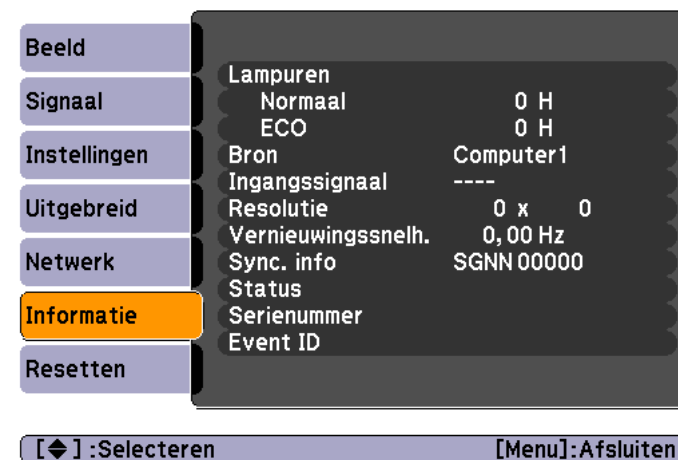 Beeld
Signaal
Instellingen
Uitgebreid
Netwerk
Informatie
Resetten
Lampuren
Normaal 0 H
ECO 0 H
Bron Computer1
Ingangssignaal ----
Resolutie 0 x 0
Vernieuwingssnelh. 0,00 Hz
Sync. info SGNN 00000
Status
Serienummer
Event ID
[◆] :Selecteren [Menu]:Afsluiten